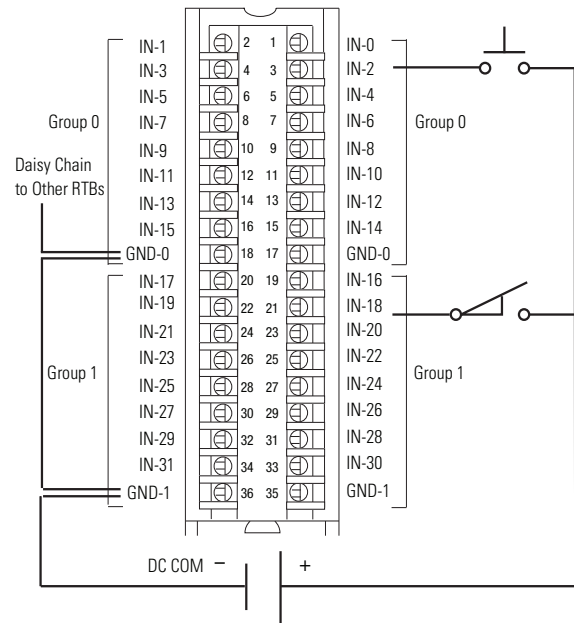 IN-1 2 1 IN-0
IN-3 4 3 IN-2
IN-5 6 5 IN-4
Group 0 IN-7 8 7 IN-6 Group 0
IN-9 10 9 IN-8
Daisy Chain
to Other RTBs
IN-11 12 11 IN-10
IN-13 14 13 IN-12
IN-15 16 15 IN-14
GND-0 18 17 GND-0
IN-17 20 19 IN-16
IN-19 22 21 IN-18
IN-21 24 23 IN-20
IN-23 26 25 IN-22
Group 1 IN-25 28 27 IN-24 Group 1
IN-27 30 29 IN-26
IN-29 32 31 IN-28
IN-31 34 33 IN-30
GND-1 36 35 GND-1
DC COM – +